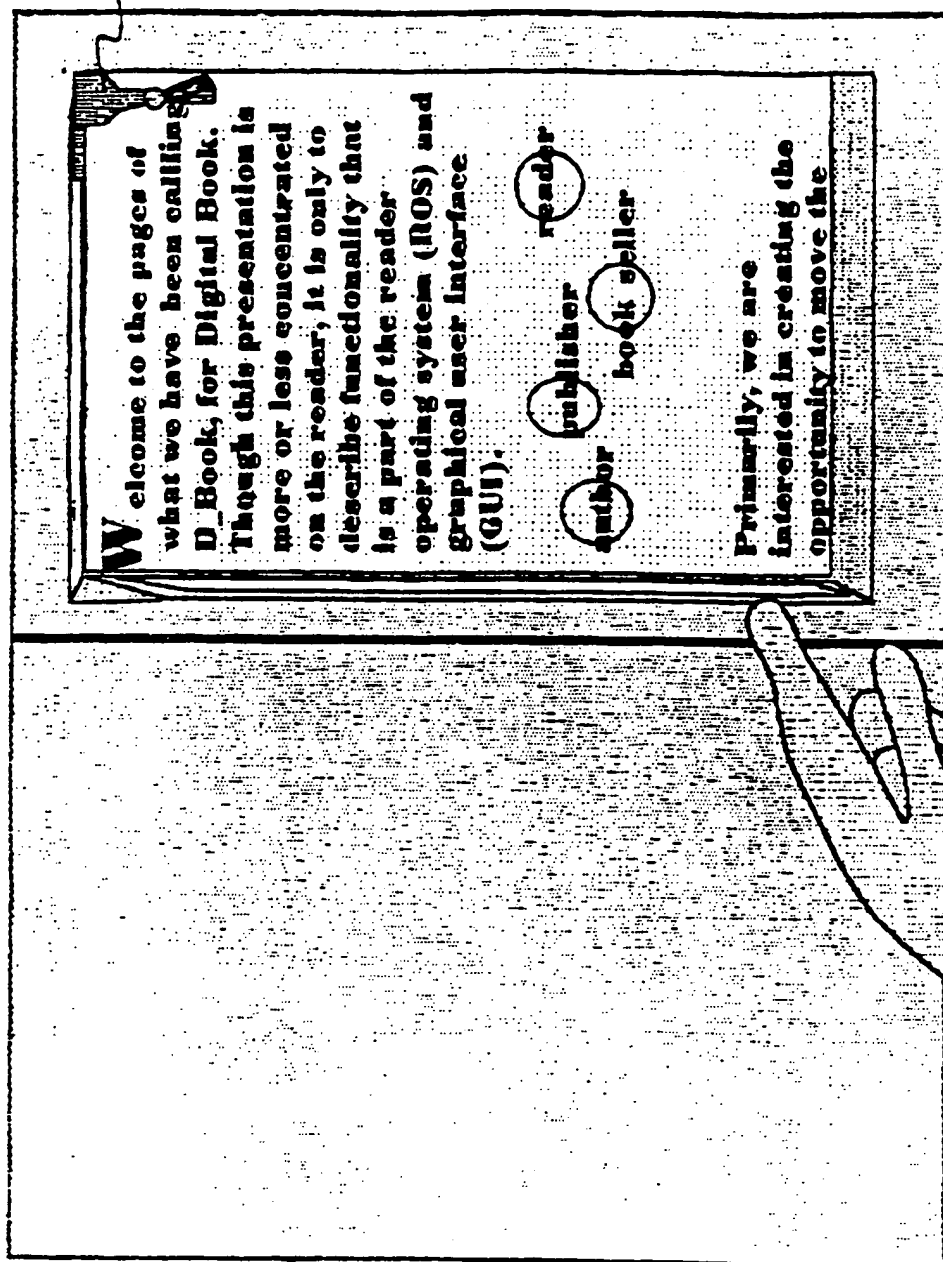 Welcome to the pages of
what we have been callling
D_Book, for Digital Book.
Though this presentation is
more or less concentrated
on the reader, it is only to
describe funcdonality that
is a part of the reader
operating system (ROS) and
graphical user interface
(GUI).
author publisher book seller reader
Primarily, we are
interested in creating the
opportunity to move the